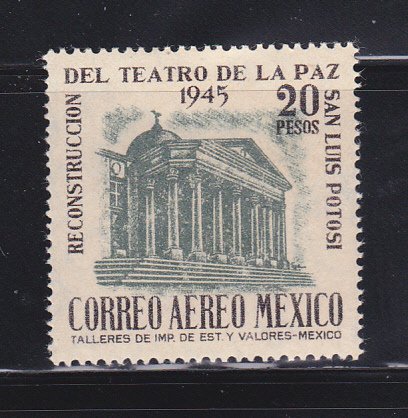 RECONSTRUCCION
DEL TEATRO DE LA PAZ
1945
20
PESOS
SAN LUIS POTOSI
CORREO AEREO MEXICO
TALLERES DE IMP. DE EST. Y VALORES-MEXICO